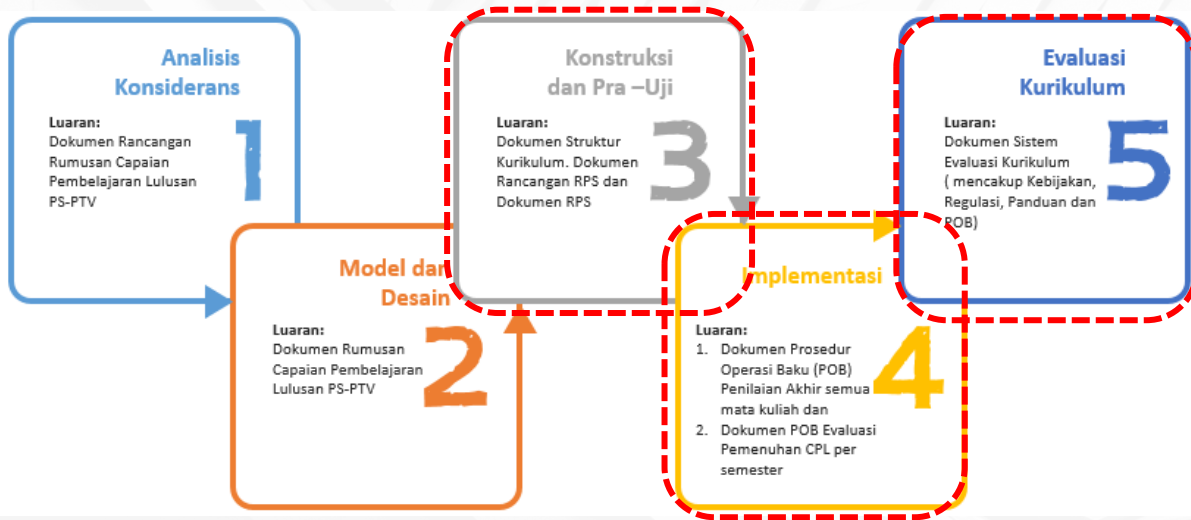 Analisis
Konsiderans
Luaran:
Dokumen Rancangan
Rumusan Capaian
Pembelajaran Lulusan
PS-PTV
1
Model dan
Desain
Luaran:
Dokumen Rumusan
Capaian Pembelajaran
Lulusan PS-PTV
2
Konstruksi
dan Pra –Uji
Luaran:
Dokumen Struktur
Kurikulum. Dokumen
Rancangan RPS dan
Dokumen RPS
3
Implementasi
Luaran:
1. Dokumen Prosedur
Operasi Baku (POB)
Penilaian Akhir semua
mata kuliah dan
2. Dokumen POB Evaluasi
Pemenuhan CPL per
semester
4
Evaluasi
Kurikulum
Luaran:
Dokumen Sistem
Evaluasi Kurikulum
( mencakup Kebijakan,
Regulasi, Panduan dan
POB)
5